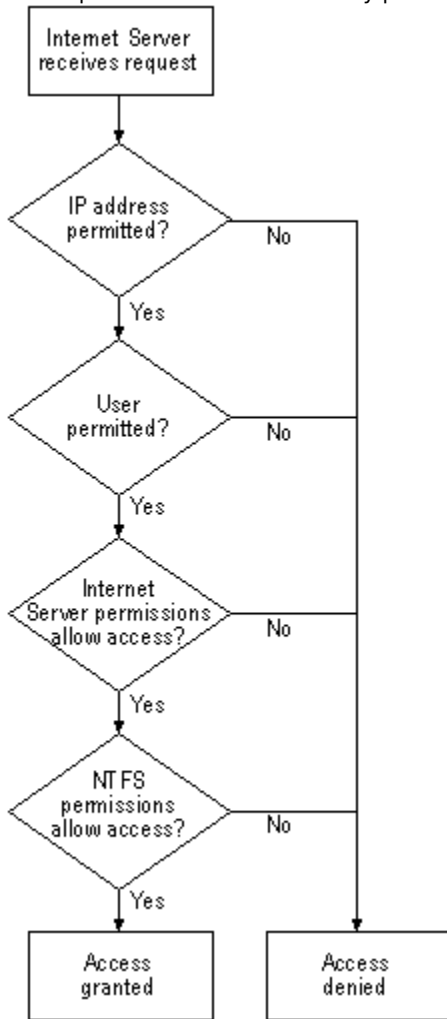 Internet Server
receives request
IP address
permitted?
No
Yes
User
permitted?
No
Yes
Internet
Server permissions
allow access?
No
Yes
NTFS
permissions
allow access?
No
Yes
Access
granted
Access
denied